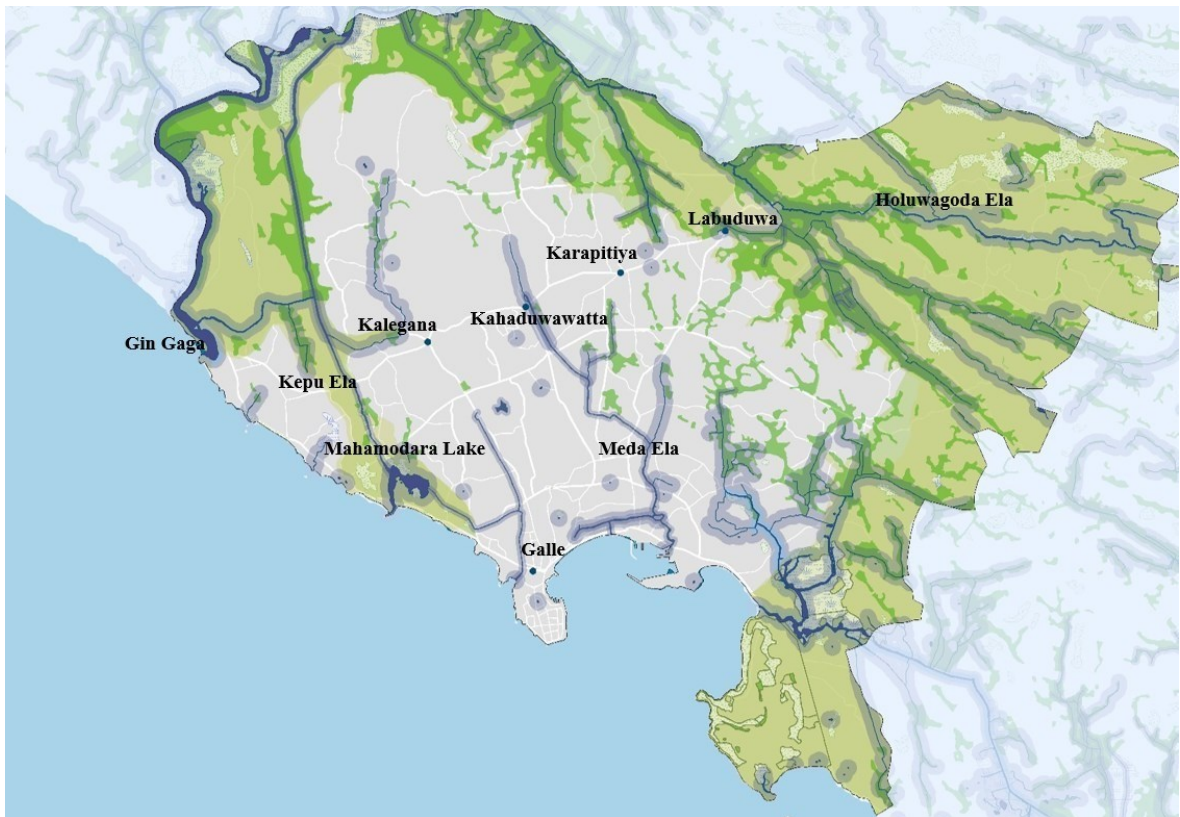 Holuwagoda Ela
Labuduwa
Karapitiya
Kahaduwawatta
Kalegana
Gin Gaga
Kepu Ela
Mahamodara Lake
Meda Ela
Galle